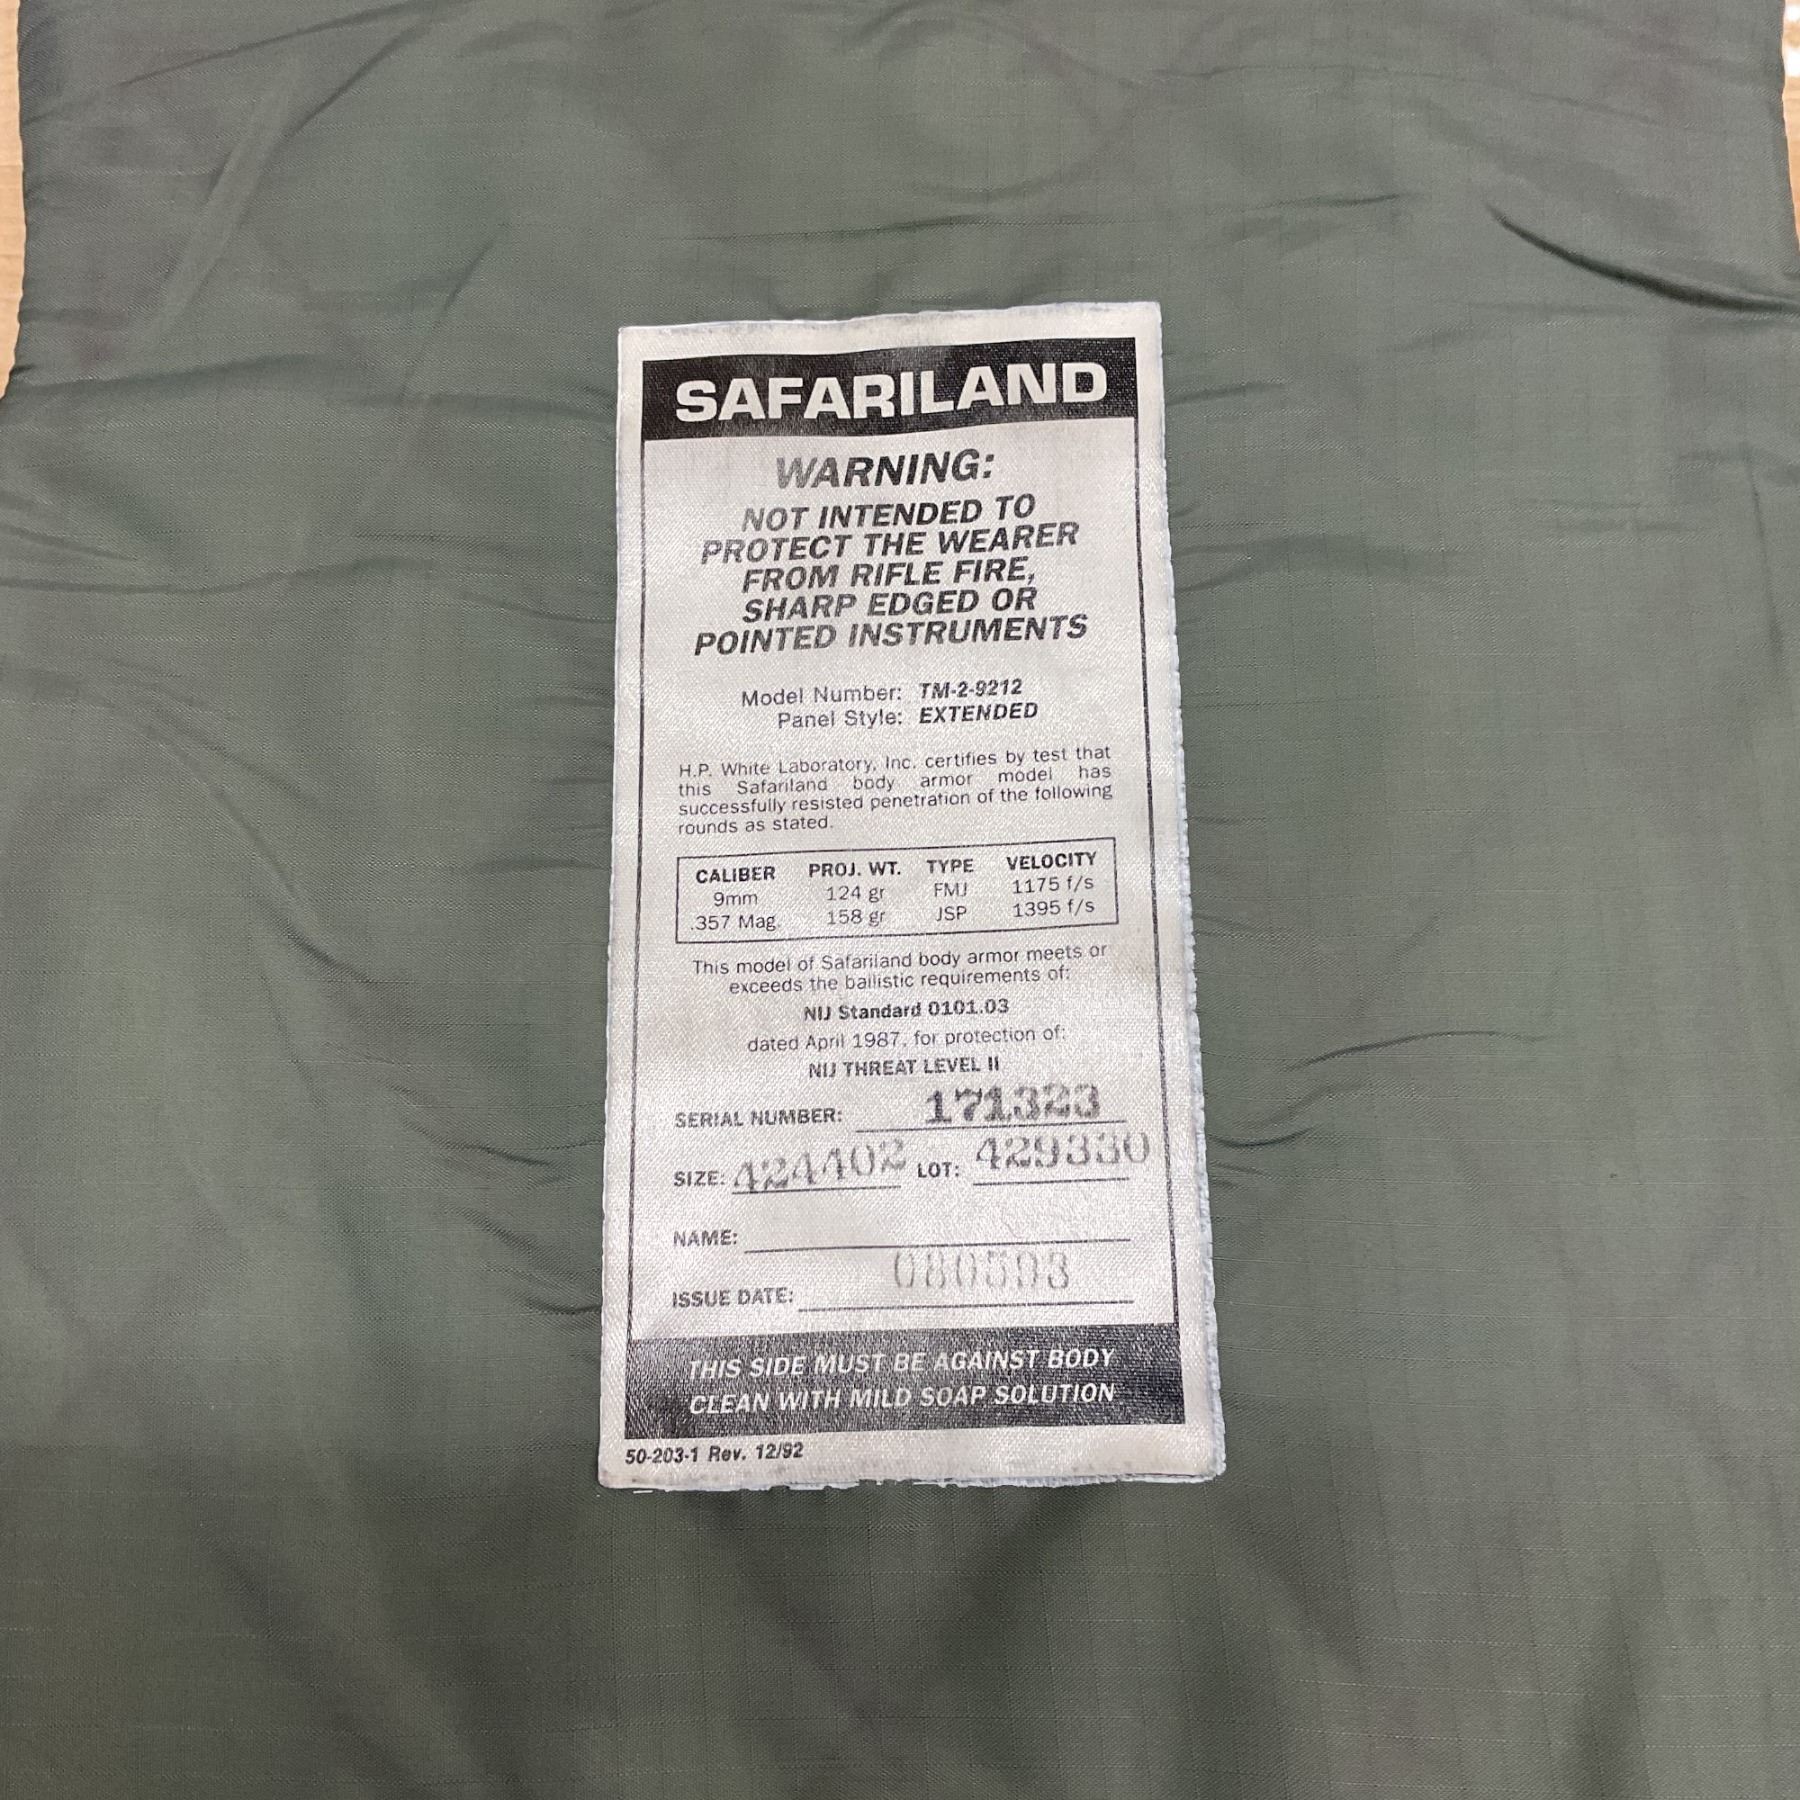 SAFARILAND
WARNING:
NOT INTENDED TO
PROTECT THE WEARER
FROM RIFLE FIRE,
SHARP EDGED OR
POINTED INSTRUMENTS
Model Number: TM-2-9212
Panel Style: EXTENDED
H.P. White Laboratory, Inc. certifies by test that
this Safariland body armor model has
successfully resisted penetration of the following
rounds as stated.
CALIBER PROJ. WT. TYPE VELOCITY
9mm 124 gr FMJ 1175 f/s
.357 Mag. 158 gr JSP 1395 f/s
This model of Safariland body armor meets or
exceeds the ballistic requirements of:
NIJ Standard 0101.03
dated April 1987, for protection of:
NIJ THREAT LEVEL II
SERIAL NUMBER: 171323
SIZE: 424402 LOT: 429330
NAME:
ISSUE DATE: 080593
THIS SIDE MUST BE AGAINST BODY
CLEAN WITH MILD SOAP SOLUTION
50-203-1 Rev. 12/92